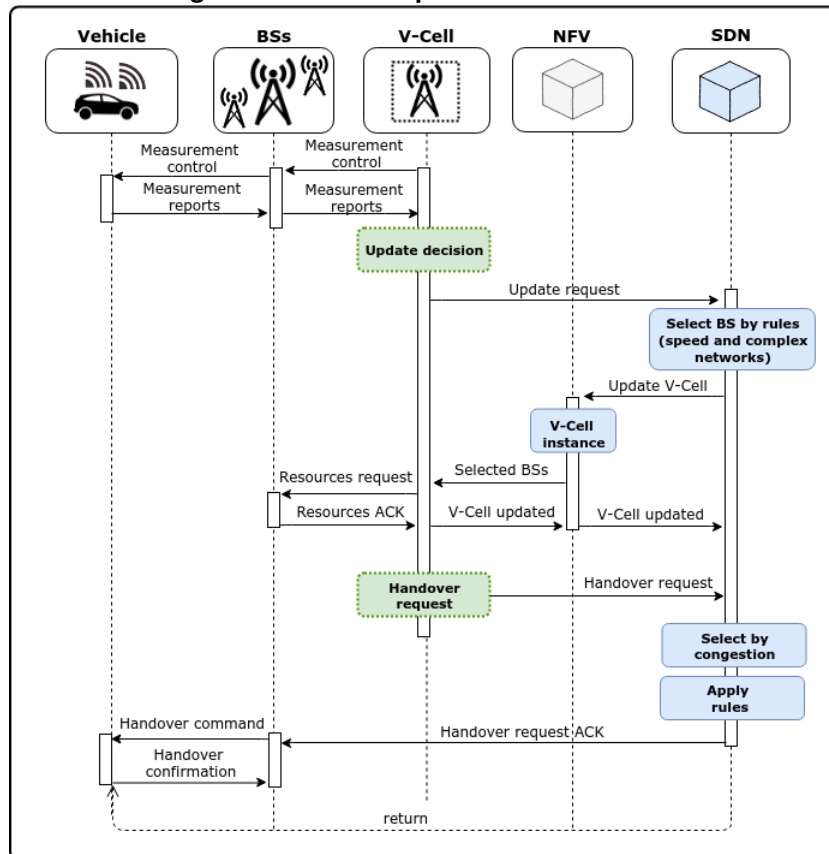 Vehicle
BSs
V-Cell
NFV
SDN
Measurement
control
Measurement
control
Measurement
reports
Measurement
reports
Update decision
Update request
Select BS by rules
(speed and complex
networks)
Update V-Cell
V-Cell
instance
Selected BSs
Resources request
Resources ACK
V-Cell updated
V-Cell updated
Handover
request
Handover request
Select by
congestion
Apply
rules
Handover request ACK
Handover command
Handover
confirmation
return